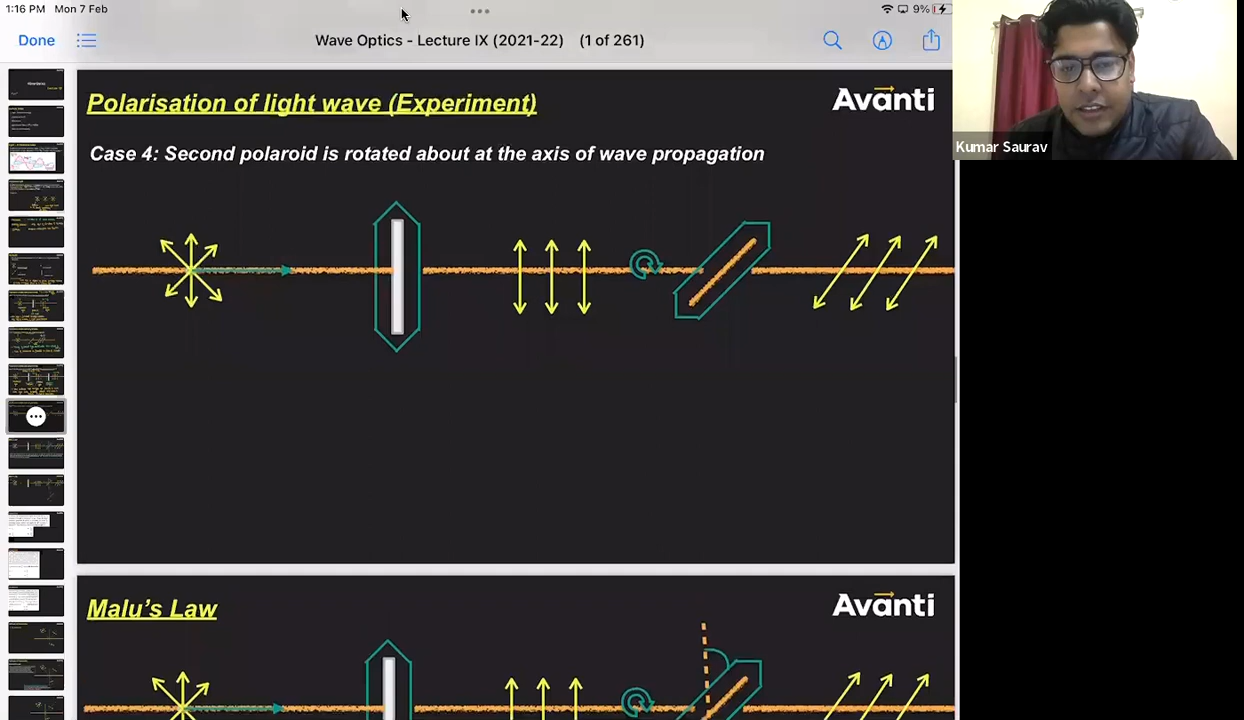 1:16 PM Mon 7 Feb
9%
Done
Wave Optics - Lecture IX (2021-22) (1 of 261)
Polarisation of light wave (Experiment)
Avanti
Case 4: Second polaroid is rotated about at the axis of wave propagation
Kumar Saurav
Malu's Law
Avanti